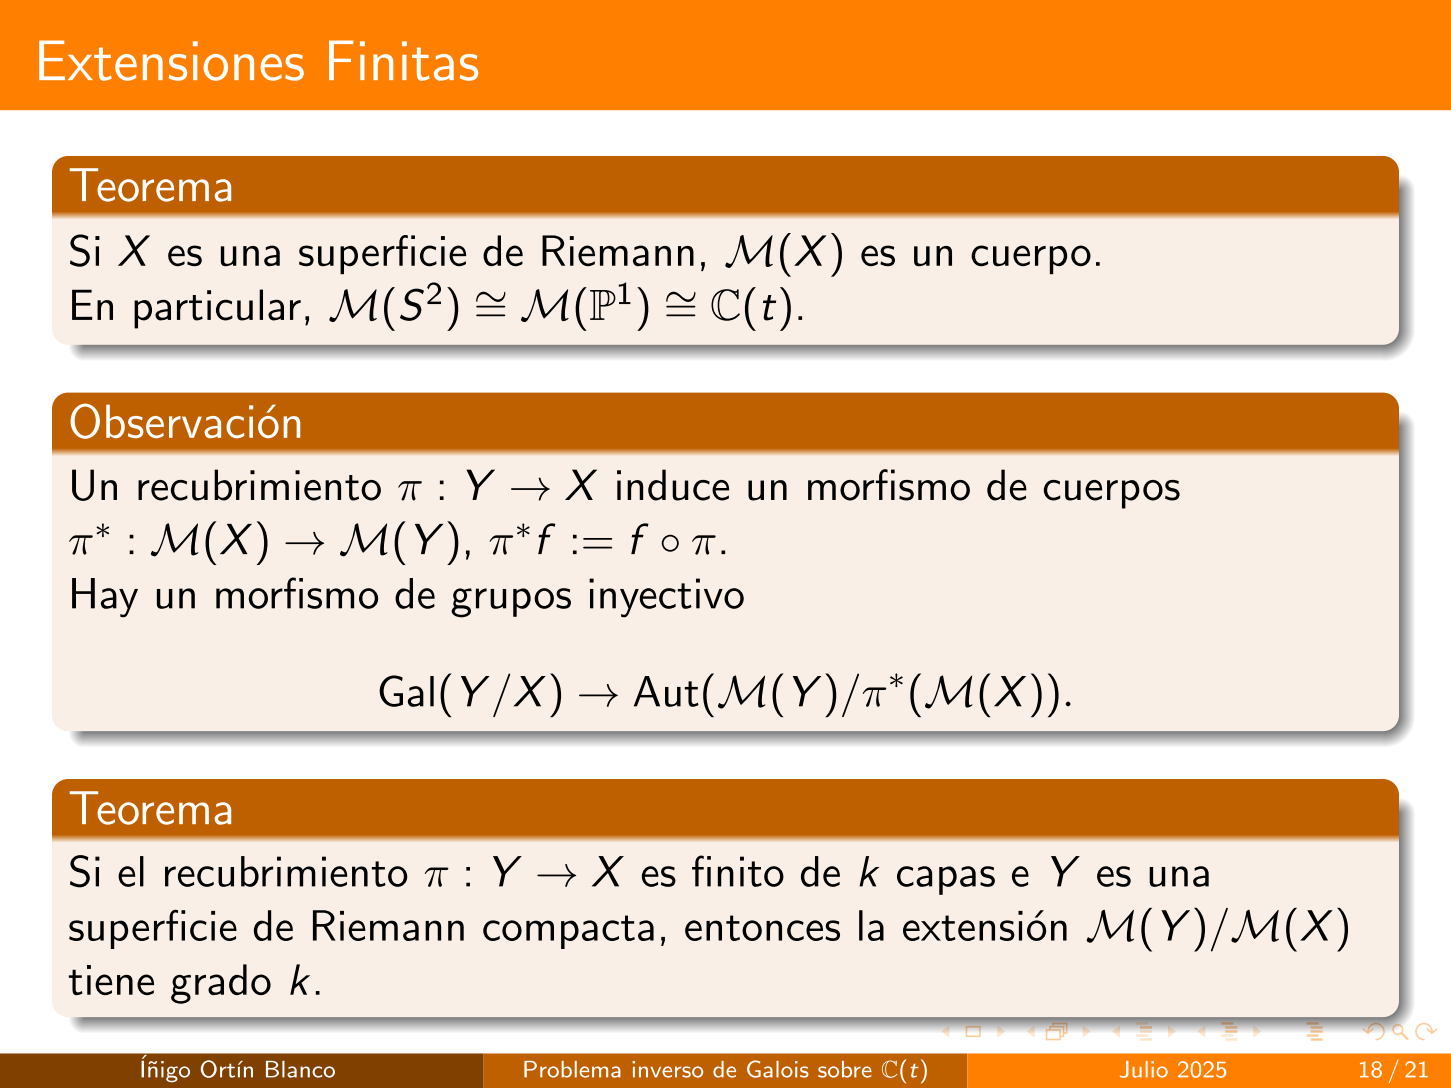 Extensiones Finitas
Teorema
Si X es una superficie de Riemann, ℳ(X) es un cuerpo.
En particular, ℳ(S²) ≅ ℳ(ℙ¹) ≅ ℂ(t).
Observación
Un recubrimiento π : Y → X induce un morfismo de cuerpos
π* : ℳ(X) → ℳ(Y), π*f := f ∘ π.
Hay un morfismo de grupos inyectivo
Gal(Y/X) → Aut(ℳ(Y)/π*(ℳ(X)).
Teorema
Si el recubrimiento π : Y → X es finito de k capas e Y es una
superficie de Riemann compacta, entonces la extensión ℳ(Y)/ℳ(X)
tiene grado k.
Íñigo Ortín Blanco Problema inverso de Galois sobre ℂ(t) Julio 2025 18 / 21